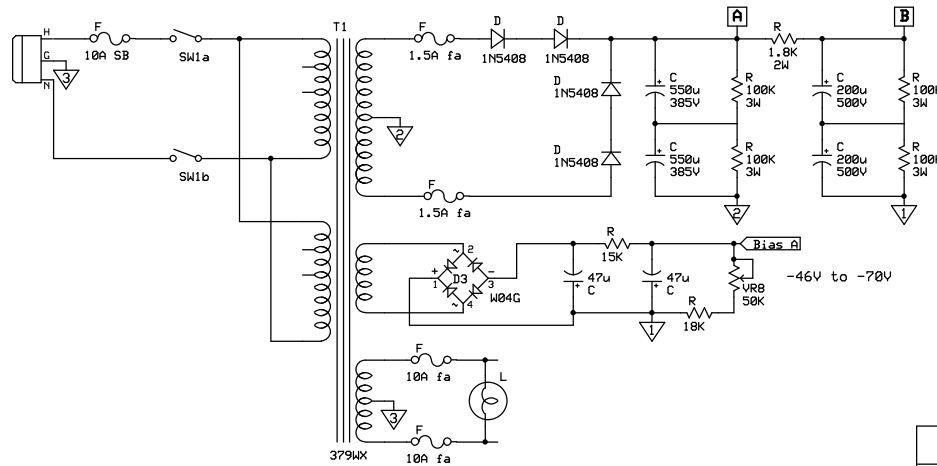 T1
A
B
H
F
10A SB
SW1a
G
3
N
SW1b
F
1.5A fa
D
1N5408
D
1N5408
R
1.8K
2W
D
1N5408
C
550u
385V
R
100K
3W
C
200u
500V
R
100K
3W
2
D
1N5408
C
550u
385V
R
100K
3W
C
200u
500V
R
100K
3W
F
1.5A fa
2
1
2
~
+
1
D3
-
3
~
4
W04G
R
15K
Bias A
47u
C
47u
C
VR8
50K
-46V to -70V
1
R
18K
F
10A fa
L
3
F
10A fa
379WX